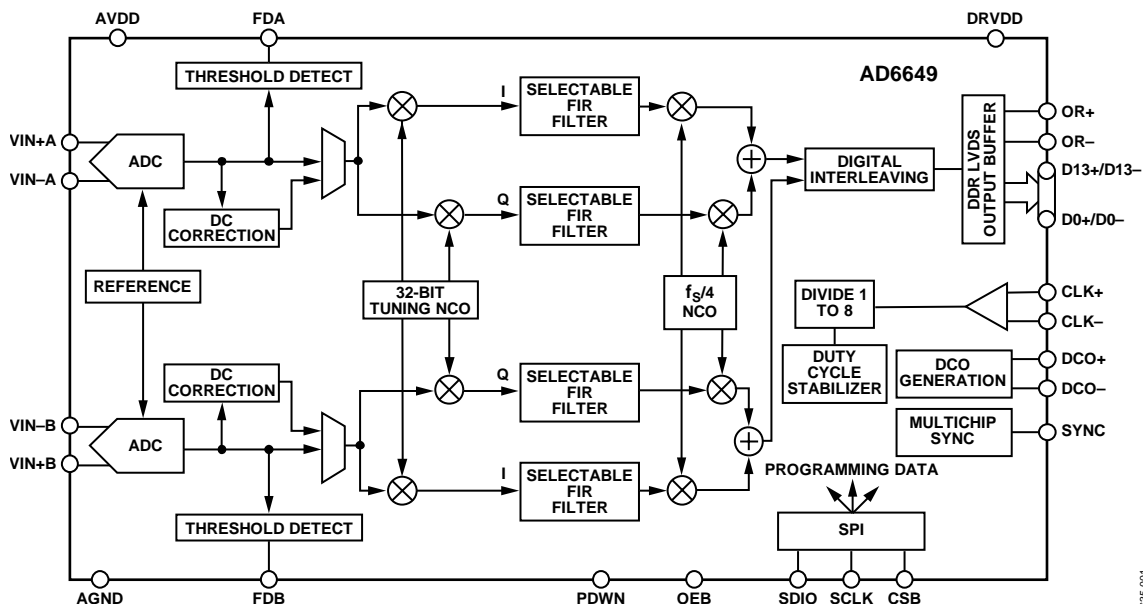 AVDD
FDA
DRVDD
THRESHOLD DETECT
AD6649
VIN+A
VIN–A
ADC
DC
CORRECTION
I
SELECTABLE
FIR
FILTER
Q
SELECTABLE
FIR
FILTER
DIGITAL
INTERLEAVING
DDR LVDS
OUTPUT BUFFER
OR+
OR–
D13+/D13–
D0+/D0–
REFERENCE
32-BIT
TUNING NCO
fS/4
NCO
DIVIDE 1
TO 8
DUTY
CYCLE
STABILIZER
CLK+
CLK–
DCO
GENERATION
DCO+
DCO–
MULTICHIP
SYNC
SYNC
DC
CORRECTION
VIN–B
VIN+B
ADC
Q
SELECTABLE
FIR
FILTER
I
SELECTABLE
FIR
FILTER
THRESHOLD DETECT
PROGRAMMING DATA
SPI
AGND
FDB
PDWN
OEB
SDIO
SCLK
CSB